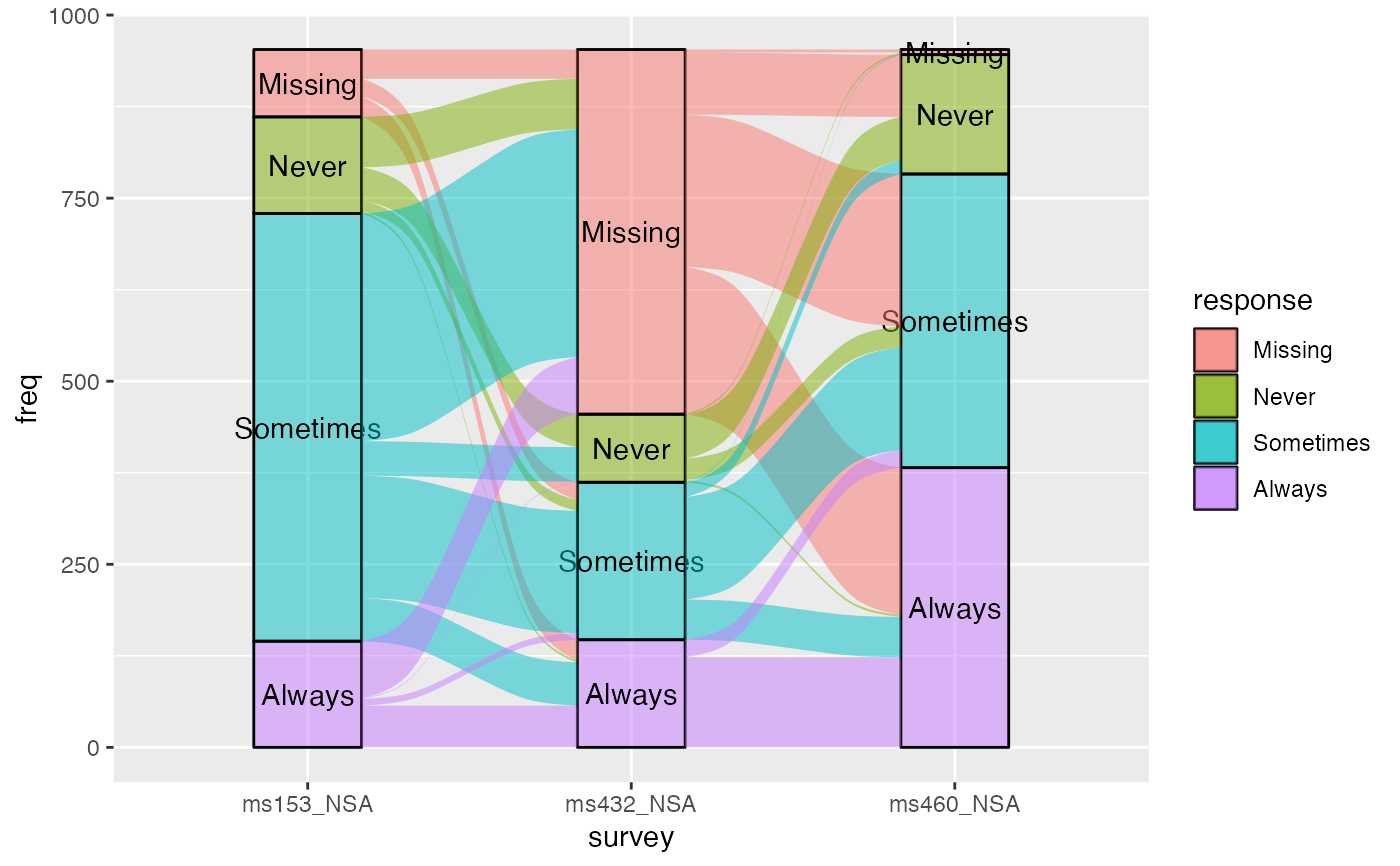 1000
750
500
250
0
freq
Missing
Never
Sometimes
Always
Missing
Never
Sometimes
Always
Missing
Never
Sometimes
Always
ms153_NSA
ms432_NSA
ms460_NSA
survey
response
Missing
Never
Sometimes
Always